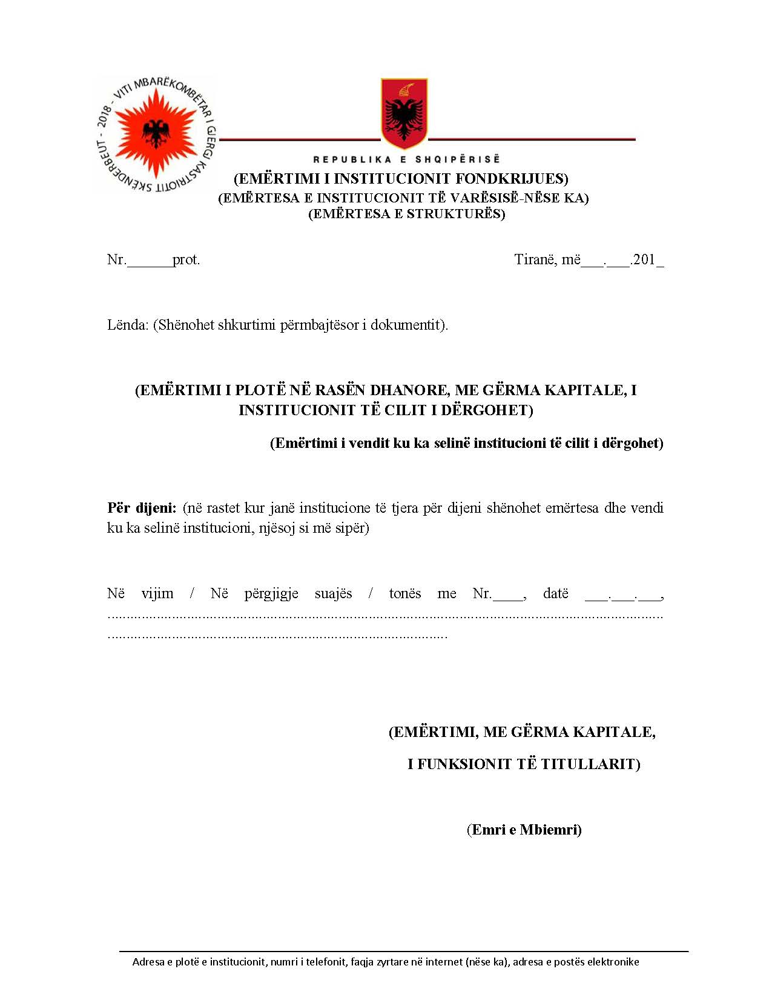 2018 - VITI MBARËKOMBËTAR I GJERGJ KASTRIOTIT SKËNDERBEUT -
REPUBLIKA E SHQIPËRISË
(EMËRTIMI I INSTITUCIONIT FONDKRIJUES)
(EMËRTESA E INSTITUCIONIT TË VARËSISË-NËSE KA)
(EMËRTESA E STRUKTURËS)
Nr.______prot. Tiranë, më___.___.201_
Lënda: (Shënohet shkurtimi përmbajtësor i dokumentit).
(EMËRTIMI I PLOTË NË RASËN DHANORE, ME GËRMA KAPITALE, I
INSTITUCIONIT TË CILIT I DËRGOHET)
(Emërtimi i vendit ku ka selinë institucioni të cilit i dërgohet)
Për dijeni: (në rastet kur janë institucione të tjera për dijeni shënohet emërtesa dhe vendi
ku ka selinë institucioni, njësoj si më sipër)
Në vijim / Në përgjigje suajës / tonës me Nr.____, datë ___.___.___,
....................................................................................................................................................
..........................................................................................
(EMËRTIMI, ME GËRMA KAPITALE,
I FUNKSIONIT TË TITULLARIT)
(Emri e Mbiemri)
Adresa e plotë e institucionit, numri i telefonit, faqja zyrtare në internet (nëse ka), adresa e postës elektronike